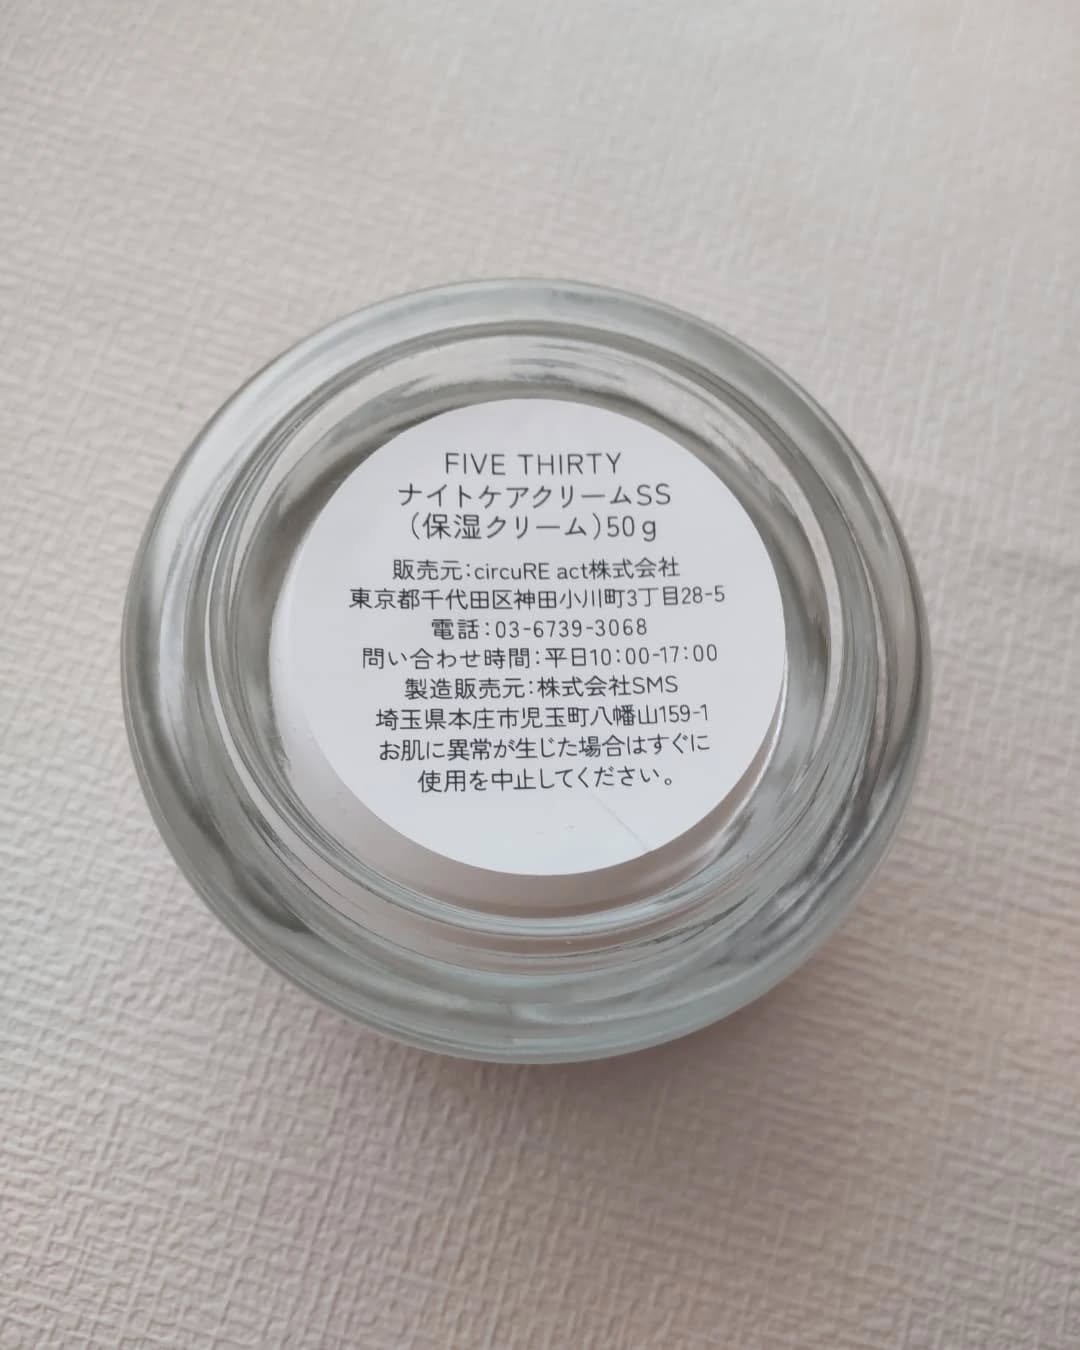 FIVE THIRTY
ナイトケアクリームSS
（保湿クリーム）50g
販売元：circuRE act株式会社
東京都千代田区神田小川町3丁目28-5
電話：03-6739-3068
問い合わせ時間：平日10：00-17：00
製造販売元：株式会社SMS
埼玉県本庄市児玉町八幡山159-1
お肌に異常が生じた場合はすぐに
使用を中止してください。